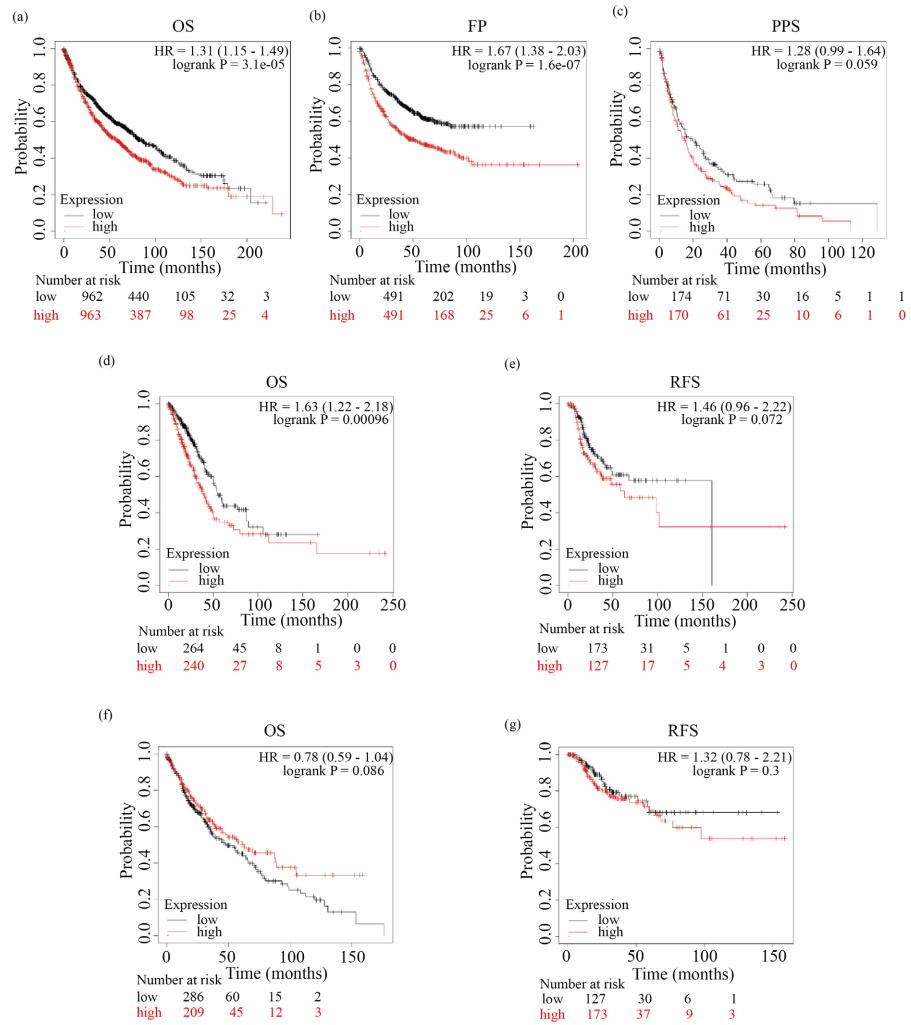 (a)
OS
HR = 1.31 (1.15 - 1.49)
logrank P = 3.1e-05
Probability
0.0 0.2 0.4 0.6 0.8 1.0
Expression
low
high
0 50 100 150 200
Time (months)
Number at risk
low 962 440 105 32 3
high 963 387 98 25 4
(b)
FP
HR = 1.67 (1.38 - 2.03)
logrank P = 1.6e-07
Probability
0.0 0.2 0.4 0.6 0.8 1.0
Expression
low
high
0 50 100 150 200
Time (months)
Number at risk
low 491 202 19 3 0
high 491 168 25 6 1
(c)
PPS
HR = 1.28 (0.99 - 1.64)
logrank P = 0.059
Probability
0.0 0.2 0.4 0.6 0.8 1.0
Expression
low
high
0 20 40 60 80 100 120
Time (months)
Number at risk
low 174 71 30 16 5 1 1
high 170 61 25 10 6 1 0
(d)
OS
HR = 1.63 (1.22 - 2.18)
logrank P = 0.00096
Probability
0.0 0.2 0.4 0.6 0.8 1.0
Expression
low
high
0 50 100 150 200 250
Time (months)
Number at risk
low 264 45 8 1 0 0
high 240 27 8 5 3 0
(e)
RFS
HR = 1.46 (0.96 - 2.22)
logrank P = 0.072
Probability
0.0 0.2 0.4 0.6 0.8 1.0
Expression
low
high
0 50 100 150 200 250
Time (months)
Number at risk
low 173 31 5 1 0 0
high 127 17 5 4 3 0
(f)
OS
HR = 0.78 (0.59 - 1.04)
logrank P = 0.086
Probability
0.0 0.2 0.4 0.6 0.8 1.0
Expression
low
high
0 50 100 150
Time (months)
Number at risk
low 286 60 15 2
high 209 45 12 3
(g)
RFS
HR = 1.32 (0.78 - 2.21)
logrank P = 0.3
Probability
0.0 0.2 0.4 0.6 0.8 1.0
Expression
low
high
0 50 100 150
Time (months)
Number at risk
low 127 30 6 1
high 173 37 9 3